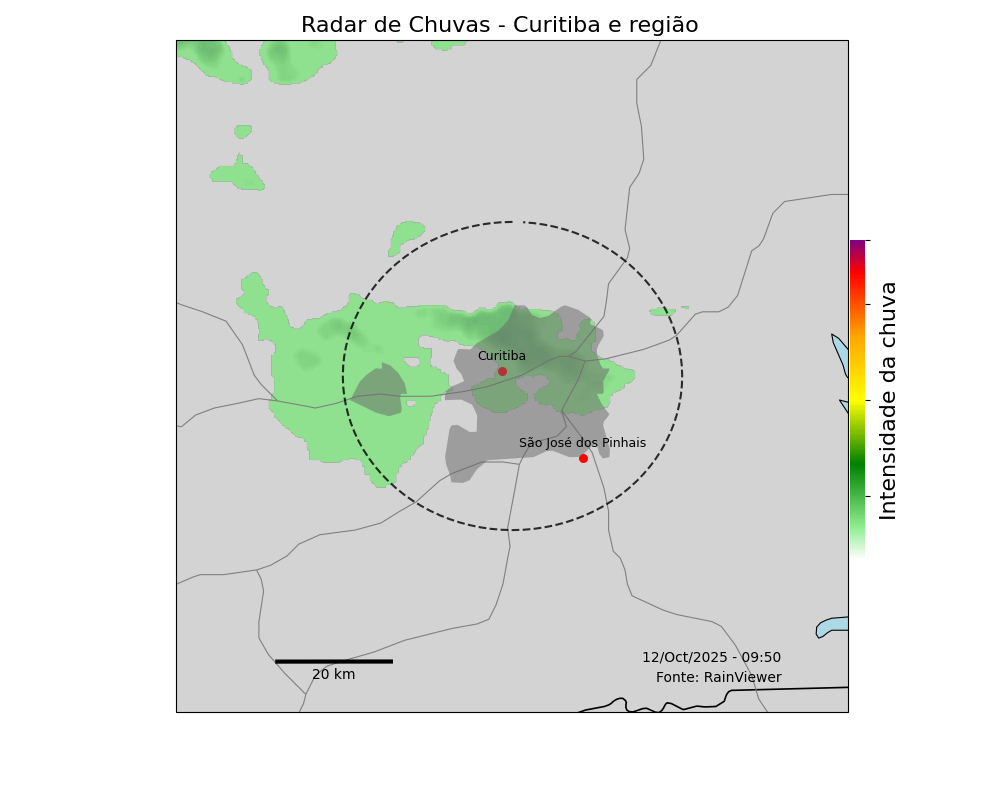 Radar de Chuvas - Curitiba e região
Curitiba
São José dos Pinhais
Intensidade da chuva
12/Oct/2025 - 09:50
20 km
Fonte: RainViewer